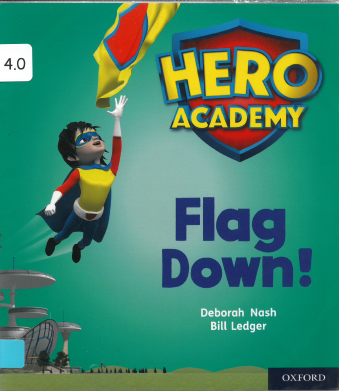 4.0
HERO
ACADEMY
Flag
Down!
Deborah Nash
Bill Ledger
OXFORD